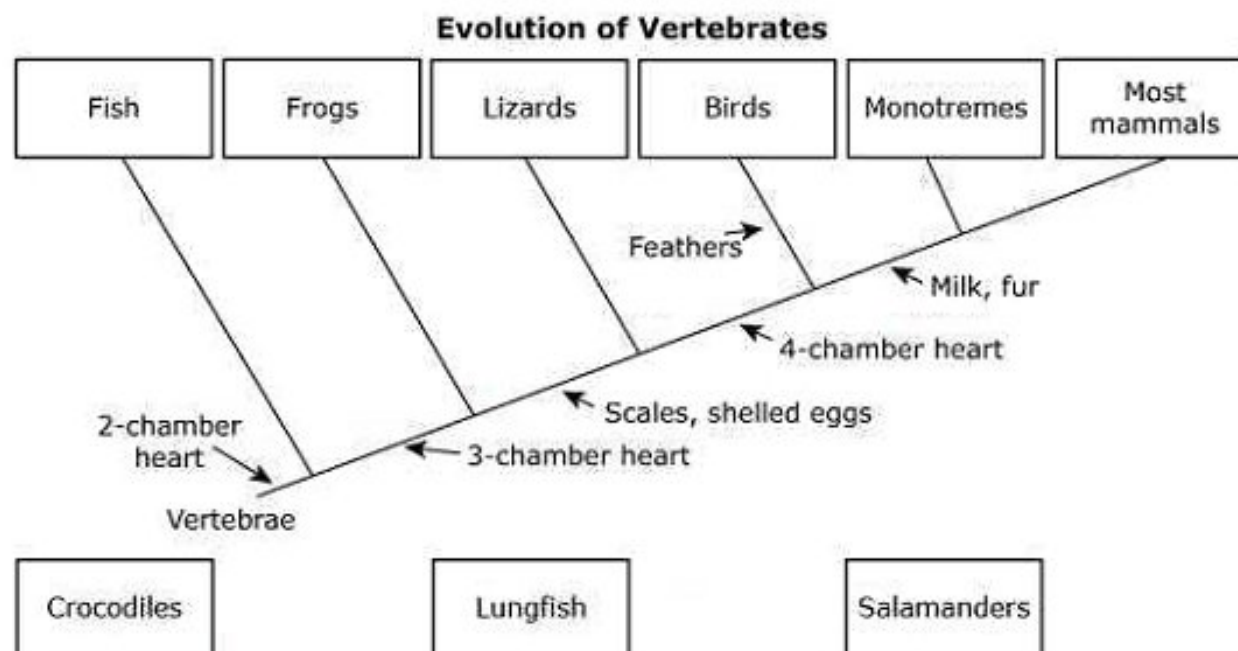 Evolution of Vertebrates
Fish
Frogs
Lizards
Birds
Monotremes
Most
mammals
Feathers
Milk, fur
4-chamber heart
Scales, shelled eggs
2-chamber
heart
3-chamber heart
Vertebrae
Crocodiles
Lungfish
Salamanders